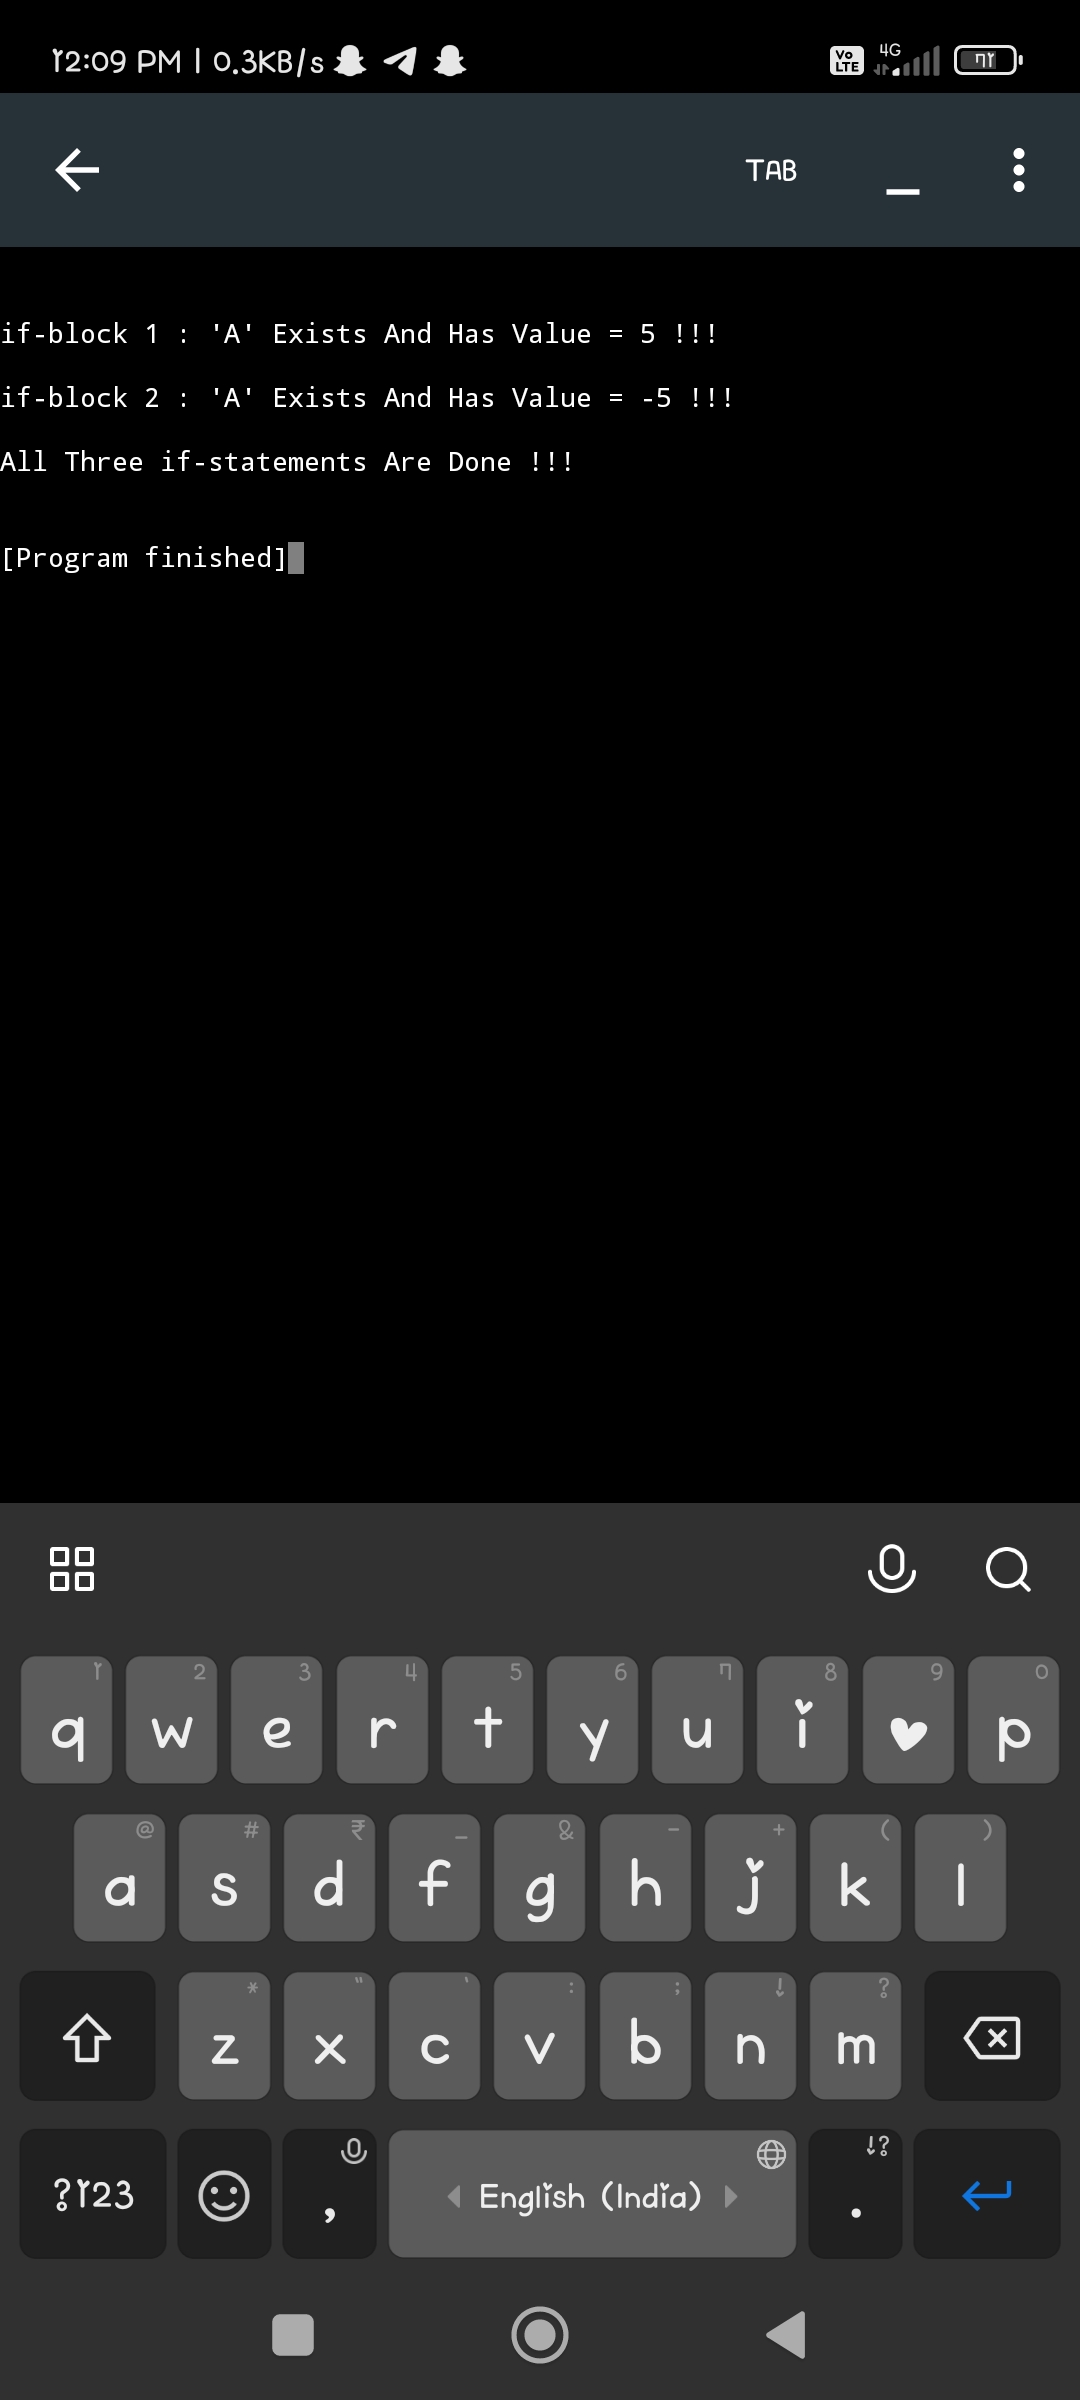 12:09 PM | 0.3KB/s
Vo LTE 4G 71
TAB _
if-block 1 : 'A' Exists And Has Value = 5 !!!
if-block 2 : 'A' Exists And Has Value = -5 !!!
All Three if-statements Are Done !!!
[Program finished]
1 2 3 4 5 6 7 8 9 0
q w e r t y u i ♥ p
@ # ₹ _ & - + ( )
a s d f g h j k l
* " ' : ; ! ?
z x c v b n m
!?
?123 , English (India) .